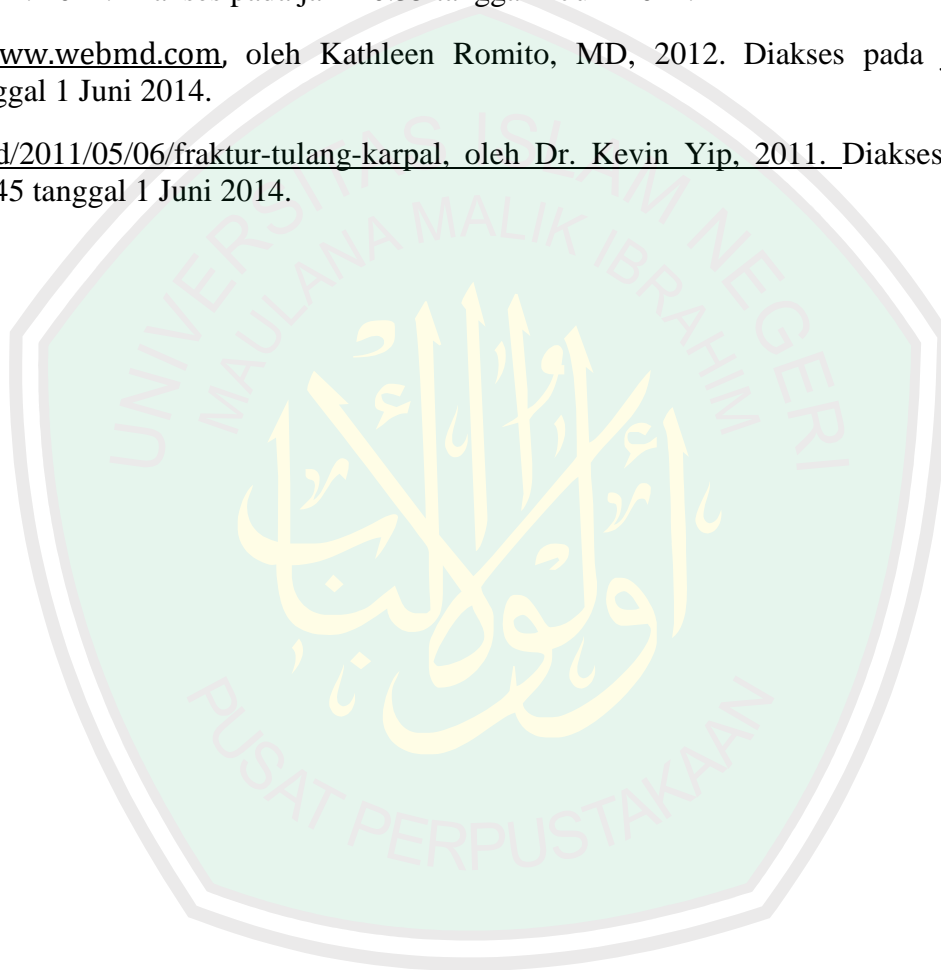 www.webmd.com, oleh Kathleen Romito, MD, 2012. Diakses pada
ggal 1 Juni 2014.
d/2011/05/06/fraktur-tulang-karpal, oleh Dr. Kevin Yip, 2011. Diakses
45 tanggal 1 Juni 2014.
UNIVERSITAS ISLAM NEGERI
MAULANA MALIK IBRAHIM
أولوا الألباب
PUSAT PERPUSTAKAAN